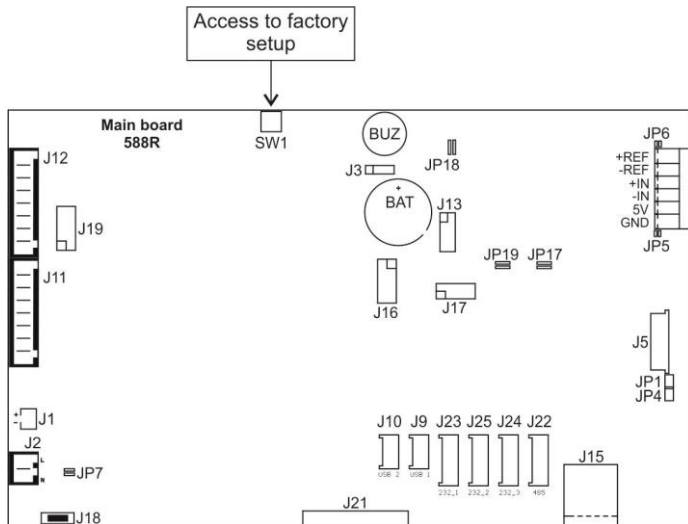 Access to factory
setup
Main board
588R
SW1
BUZ
JP18
JP6
+REF
-REF
+IN
-IN
5V
GND
JP5
J12
J3
+
BAT
J13
J19
J11
JP19
JP17
J16
J17
J5
JP1
JP4
+
-
J1
J2
L
N
JP7
J18
J10
J9
J23
J25
J24
J22
USB 2
USB 1
232_1
232_2
232_3
485
J15
J21